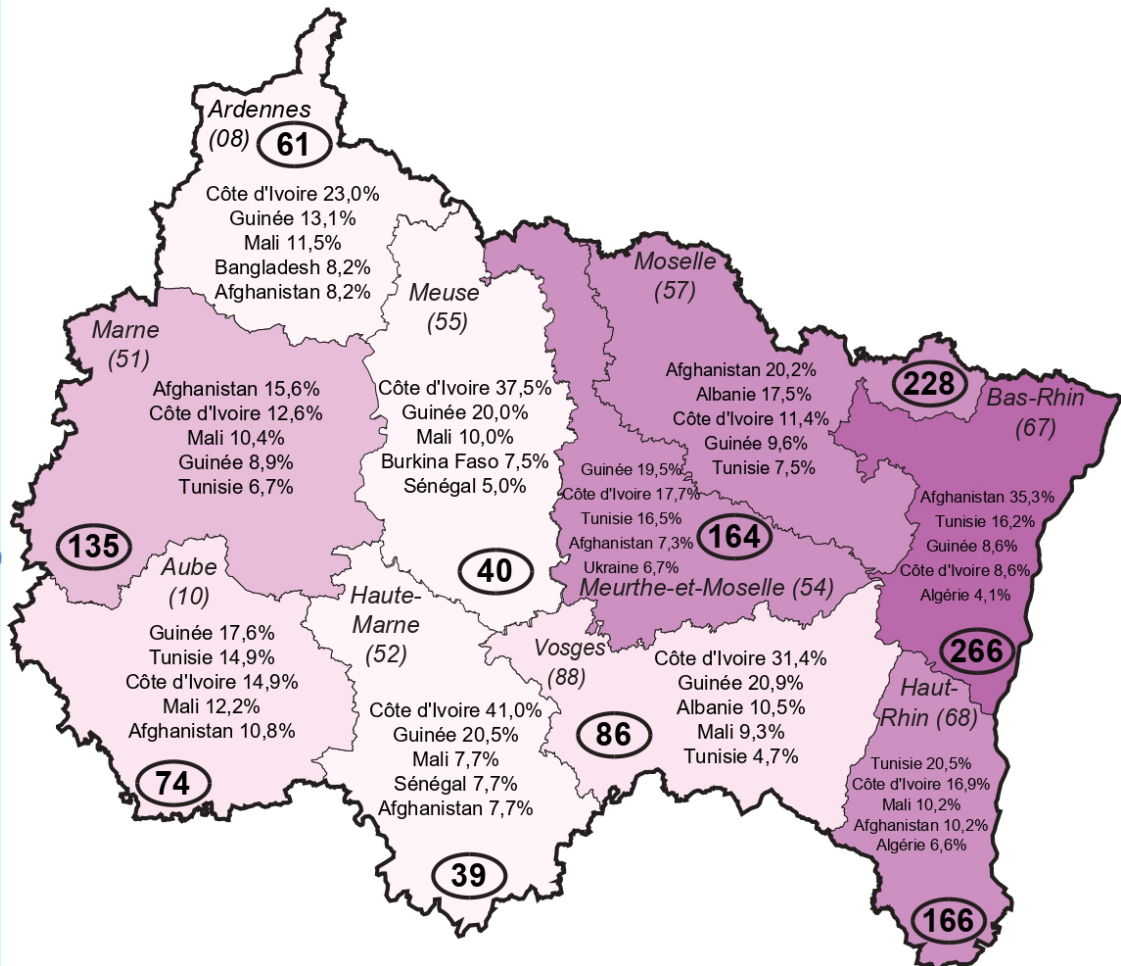 Ardennes
(08)
61
Côte d'Ivoire 23,0%
Guinée 13,1%
Mali 11,5%
Bangladesh 8,2%
Afghanistan 8,2%
Meuse
(55)
Côte d'Ivoire 37,5%
Guinée 20,0%
Mali 10,0%
Burkina Faso 7,5%
Sénégal 5,0%
40
Moselle
(57)
Afghanistan 20,2%
Albanie 17,5%
Côte d'Ivoire 11,4%
Guinée 9,6%
Tunisie 7,5%
228
Marne
(51)
Afghanistan 15,6%
Côte d'Ivoire 12,6%
Mali 10,4%
Guinée 8,9%
Tunisie 6,7%
135
Guinée 19,5%
Côte d'Ivoire 17,7%
Tunisie 16,5%
Afghanistan 7,3%
Ukraine 6,7%
164
Meurthe-et-Moselle (54)
Bas-Rhin
(67)
Afghanistan 35,3%
Tunisie 16,2%
Guinée 8,6%
Côte d'Ivoire 8,6%
Algérie 4,1%
266
Aube
(10)
Guinée 17,6%
Tunisie 14,9%
Côte d'Ivoire 14,9%
Mali 12,2%
Afghanistan 10,8%
74
Haute-
Marne
(52)
Côte d'Ivoire 41,0%
Guinée 20,5%
Mali 7,7%
Sénégal 7,7%
Afghanistan 7,7%
39
Vosges
(88)
Côte d'Ivoire 31,4%
Guinée 20,9%
Albanie 10,5%
Mali 9,3%
Tunisie 4,7%
86
Haut-
Rhin (68)
Tunisie 20,5%
Côte d'Ivoire 16,9%
Mali 10,2%
Afghanistan 10,2%
Algérie 6,6%
166